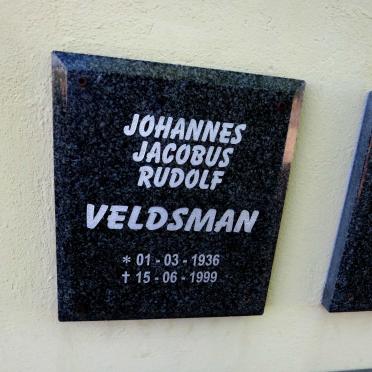 JOHANNES
JACOBUS
RUDOLF
VELDSMAN
* 01 - 03 - 1936
† 15 - 06 - 1999